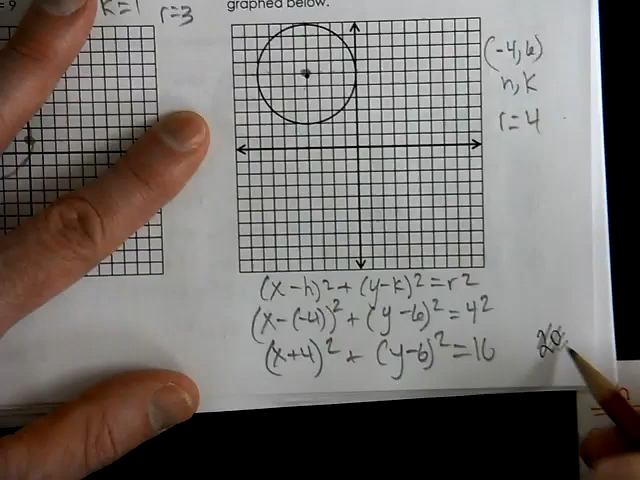 = 9
k=1
r=3
graphed below.
(-4,6)
h,k
r=4
(x-h)²+(y-k)²=r²
(x-(-4))²+(y-6)²=4²
(x+4)²+(y-6)²=16